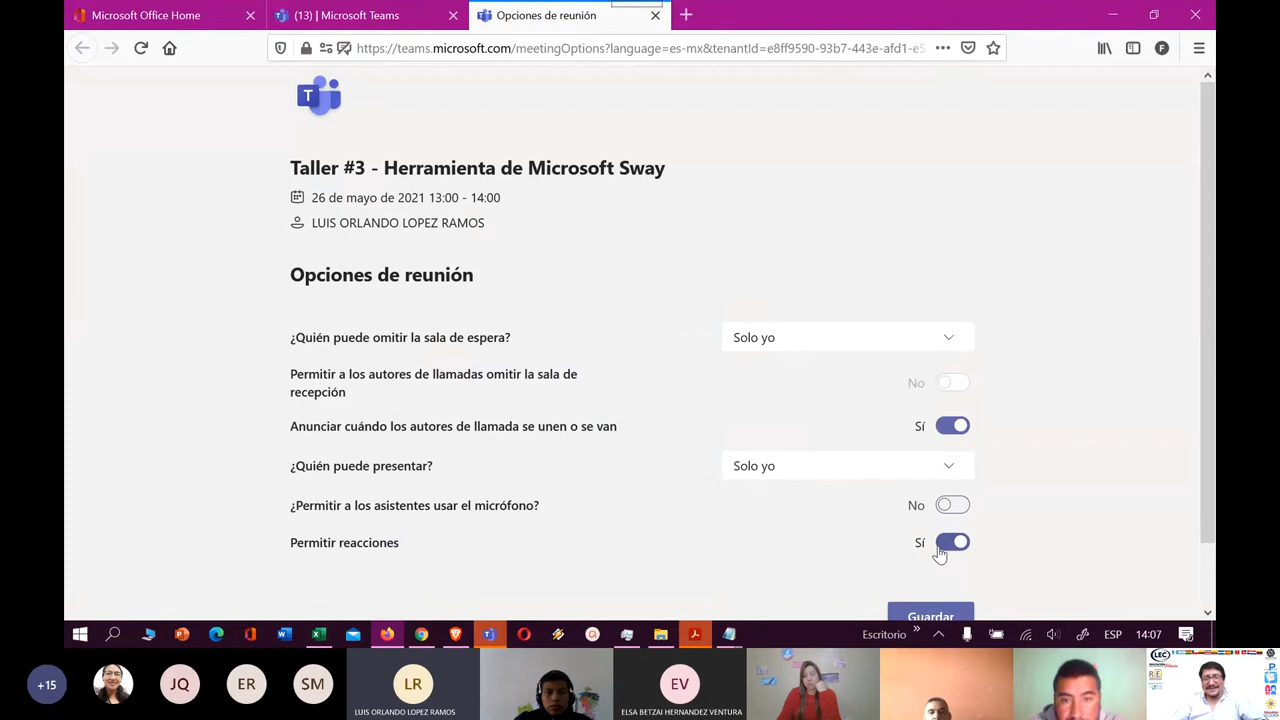 Microsoft Office Home
(13) | Microsoft Teams
Opciones de reunión
https://teams.microsoft.com/meetingOptions?language=es-mx&tenantId=e8ff9590-93b7-443e-afd1-e5
F
T
Taller #3 - Herramienta de Microsoft Sway
26 de mayo de 2021 13:00 - 14:00
LUIS ORLANDO LOPEZ RAMOS
Opciones de reunión
¿Quién puede omitir la sala de espera?
Solo yo
Permitir a los autores de llamadas omitir la sala de
recepción
No
Anunciar cuándo los autores de llamada se unen o se van
Sí
¿Quién puede presentar?
Solo yo
¿Permitir a los asistentes usar el micrófono?
No
Permitir reacciones
Sí
Guardar
Escritorio
ESP
14:07
+15
JQ
ER
SM
LR
LUIS ORLANDO LOPEZ RAMOS
EV
ELSA BETZAI HERNANDEZ VENTURA
LEC